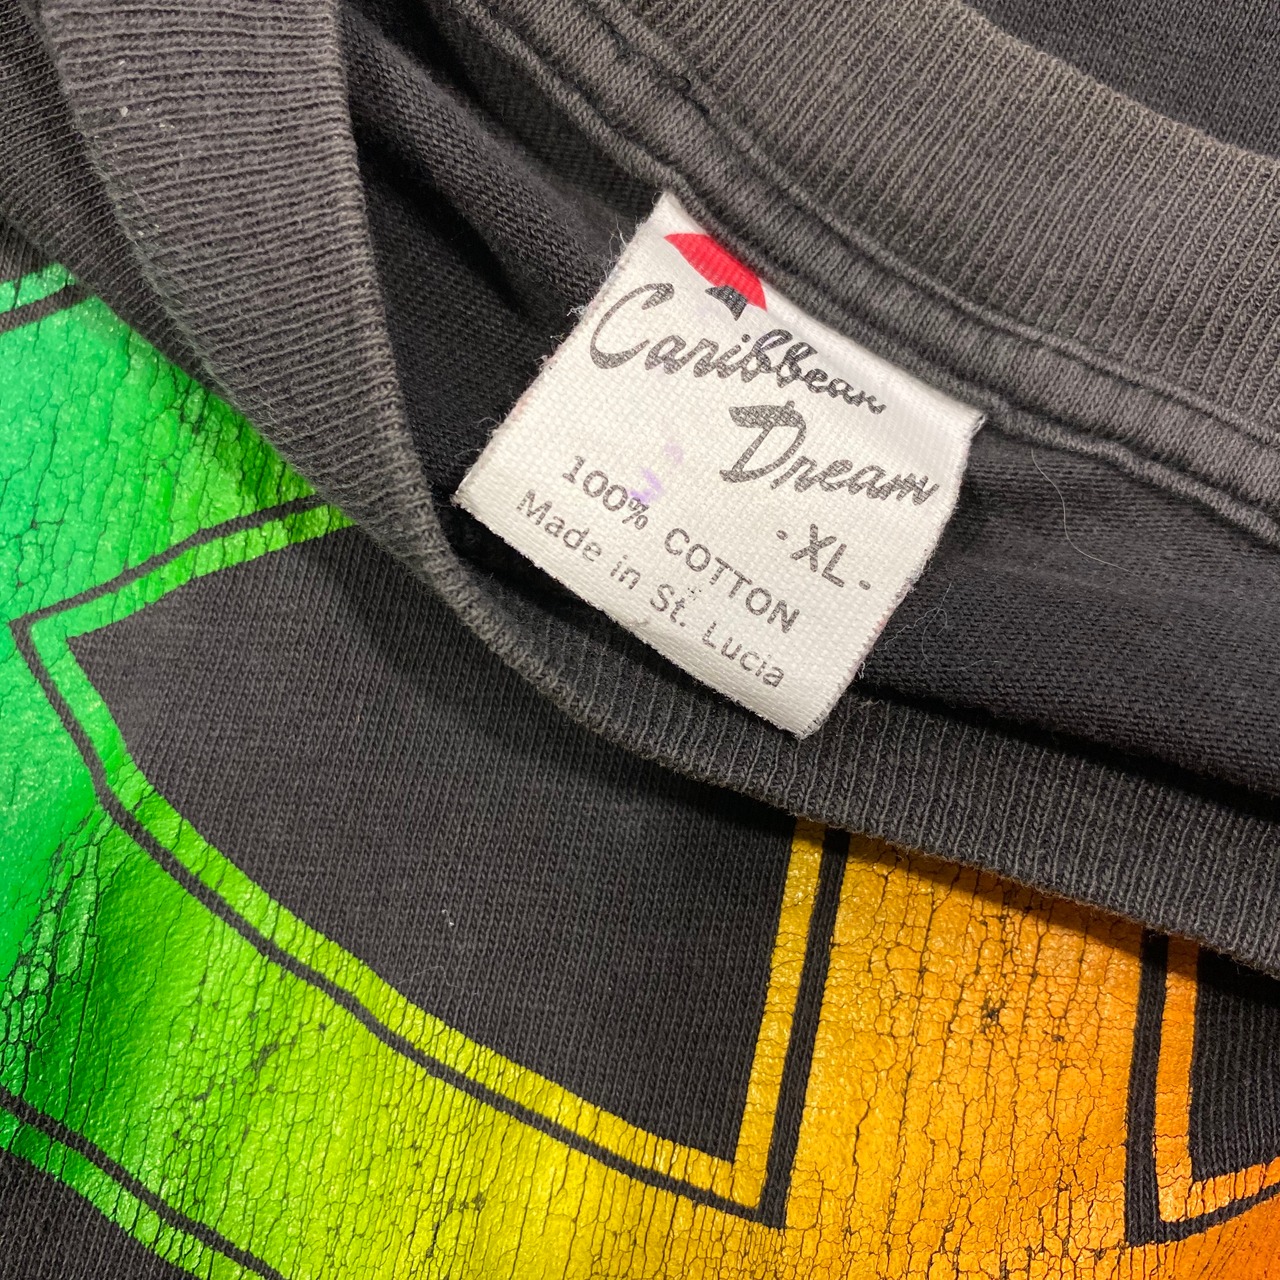 Caribbean
Dream
-XL-
100% COTTON
Made in St. Lucia